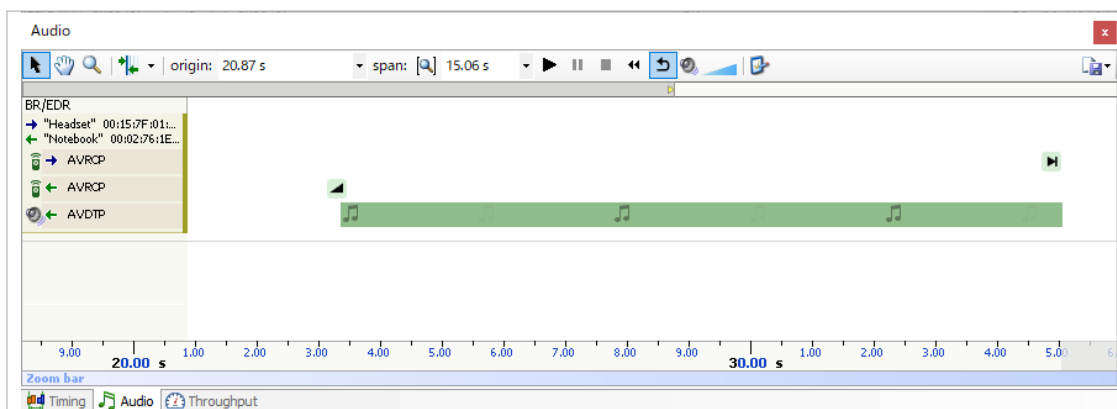 Audio
origin: 20.87 s span: 15.06 s
BR/EDR
"Headset" 00:15:7F:01:...
"Notebook" 00:02:76:1E...
AVRCP
AVRCP
AVDTP
9.00 20.00 s 1.00 2.00 3.00 4.00 5.00 6.00 7.00 8.00 9.00 30.00 s 1.00 2.00 3.00 4.00 5.00 6.
Zoom bar
Timing Audio Throughput